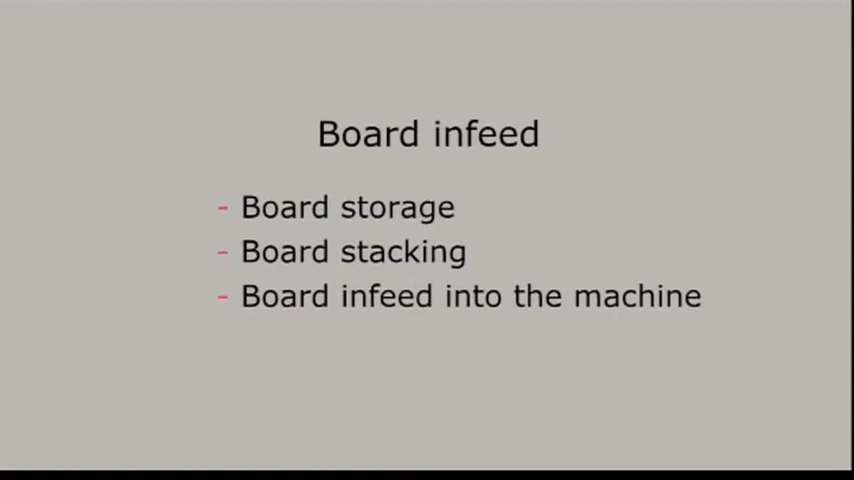 Board infeed
- Board storage
- Board stacking
- Board infeed into the machine